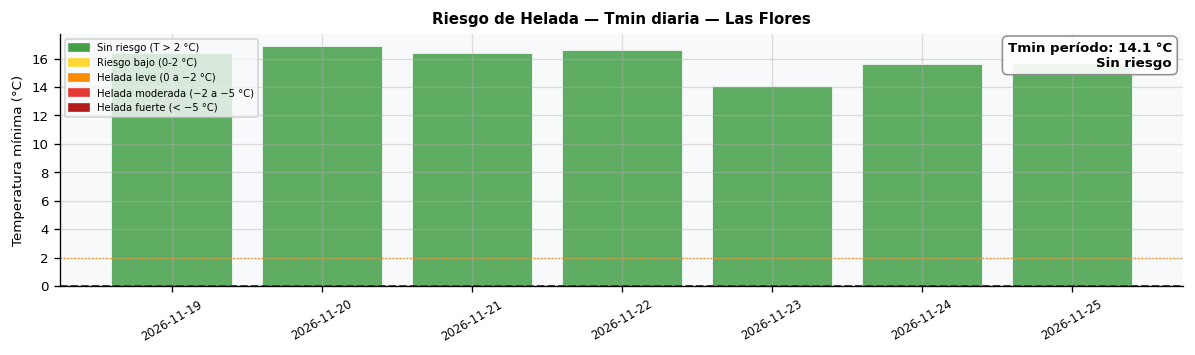 Riesgo de Helada — Tmin diaria — Las Flores
Temperatura mínima (°C)
Sin riesgo (T > 2 °C)
Riesgo bajo (0-2 °C)
Helada leve (0 a −2 °C)
Helada moderada (−2 a −5 °C)
Helada fuerte (< −5 °C)
Tmin período: 14.1 °C
Sin riesgo
16
14
12
10
8
6
4
2
0
2026-11-19
2026-11-20
2026-11-21
2026-11-22
2026-11-23
2026-11-24
2026-11-25